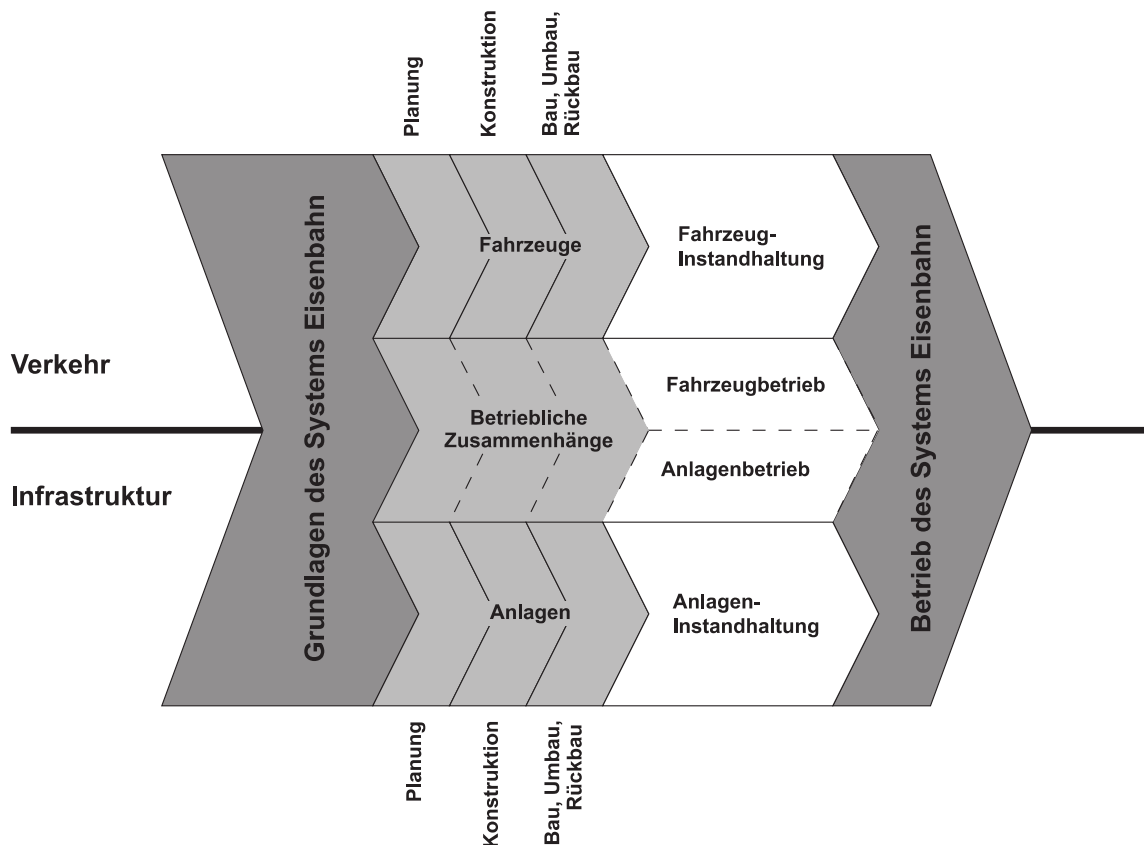 Planung
Konstruktion
Bau, Umbau,
Rückbau
Verkehr
Infrastruktur
Grundlagen des Systems Eisenbahn
Fahrzeuge
Fahrzeug-
Instandhaltung
Betriebliche
Zusammenhänge
Fahrzeugbetrieb
Anlagenbetrieb
Anlagen
Anlagen-
Instandhaltung
Betrieb des Systems Eisenbahn
Planung
Konstruktion
Bau, Umbau,
Rückbau